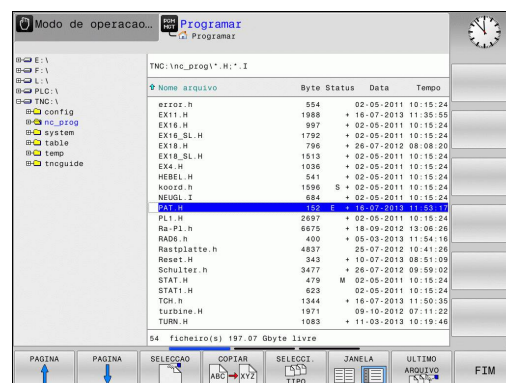 Modo de operacao...
PGM MGT
Programar
Programar
E:\
F:\
L:\
PLC:\
TNC:\
config
nc_prog
system
table
temp
tncguide
TNC:\nc_prog\*.H;*.I
Nome arquivo Byte Status Data Tempo
error.h 554 02-05-2011 10:15:24
EX11.H 1988 + 16-07-2013 11:35:55
EX16.H 997 + 02-05-2011 10:15:24
EX16_SL.H 1792 + 02-05-2011 10:15:24
EX18.H 796 + 26-07-2012 08:08:20
EX18_SL.H 1513 + 02-05-2011 10:15:24
EX4.H 1036 + 02-05-2011 10:15:24
HEBEL.H 541 + 02-05-2011 10:15:24
koord.h 1596 S + 02-05-2011 10:15:24
NEUGL.I 684 + 02-05-2011 10:15:24
PAT.H 152 E + 16-07-2013 11:53:17
PL1.H 2697 + 02-05-2011 10:15:24
Ra-Pl.h 6675 + 18-09-2012 13:06:26
RAD6.h 400 + 05-03-2013 11:54:16
Rastplatte.h 4837 25-07-2012 10:41:26
Reset.H 343 + 10-07-2013 08:51:09
Schulter.h 3477 + 26-07-2012 09:59:02
STAT.H 479 M 02-05-2011 10:15:24
STAT1.H 623 02-05-2011 10:15:24
TCH.h 1344 + 16-07-2013 11:50:35
turbine.H 1971 09-10-2012 07:11:22
TURN.H 1083 + 11-03-2013 10:19:46
54 ficheiro(s) 197.07 Gbyte livre
PAGINA
PAGINA
SELECCAO
COPIAR
ABC XYZ
SELECCI.
TIPO
JANELA
ULTIMO
ARQUIVO
FIM